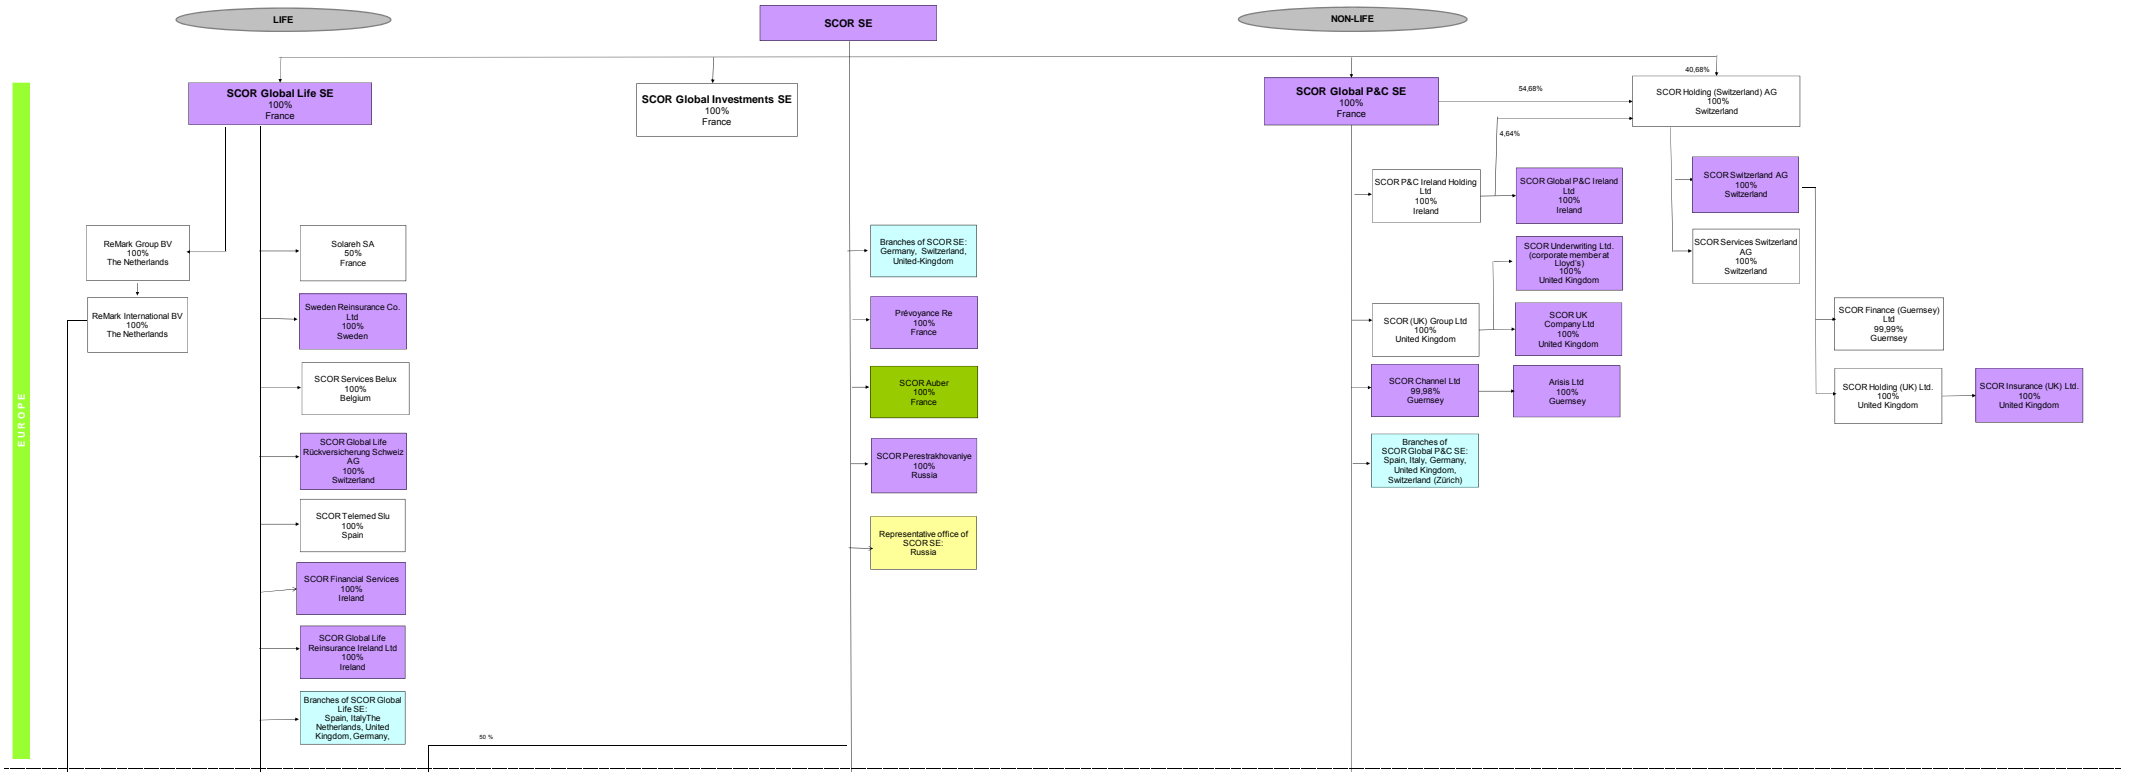 LIFE
SCOR SE
NON-LIFE
EUROPE
SCOR Global Life SE
100%
France
SCOR Global Investments SE
100%
France
SCOR Global P&C SE
100%
France
54,68%
40,68%
4,64%
SCOR Holding (Switzerland) AG
100%
Switzerland
ReMark Group BV
100%
The Netherlands
ReMark International BV
100%
The Netherlands
Solareh SA
50%
France
Sweden Reinsurance Co.
Ltd
100%
Sweden
SCOR Services Belux
100%
Belgium
SCOR Global Life
Rückversicherung Schweiz
AG
100%
Switzerland
SCOR Telemed Slu
100%
Spain
SCOR Financial Services
100%
Ireland
SCOR Global Life
Reinsurance Ireland Ltd
100%
Ireland
Branches of SCOR Global
Life SE:
Spain, ItalyThe
Netherlands, United
Kingdom, Germany,
50 %
Branches of SCOR SE:
Germany, Switzerland,
United-Kingdom
Prévoyance Re
100%
France
SCOR Auber
100%
France
SCOR Perestrakhovaniye
100%
Russia
Representative office of
SCOR SE:
Russia
SCOR P&C Ireland Holding
Ltd
100%
Ireland
SCOR Global P&C Ireland
Ltd
100%
Ireland
SCOR Underwriting Ltd.
(corporate member at
Lloyd's)
100%
United Kingdom
SCOR (UK) Group Ltd
100%
United Kingdom
SCOR UK
Company Ltd
100%
United Kingdom
SCOR Channel Ltd
99,98%
Guernsey
Arisis Ltd
100%
Guernsey
Branches of
SCOR Global P&C SE:
Spain, Italy, Germany,
United Kingdom,
Switzerland (Zürich)
SCOR Switzerland AG
100%
Switzerland
SCOR Services Switzerland
AG
100%
Switzerland
SCOR Finance (Guernsey)
Ltd
99,99%
Guernsey
SCOR Holding (UK) Ltd.
100%
United Kingdom
SCOR Insurance (UK) Ltd.
100%
United Kingdom